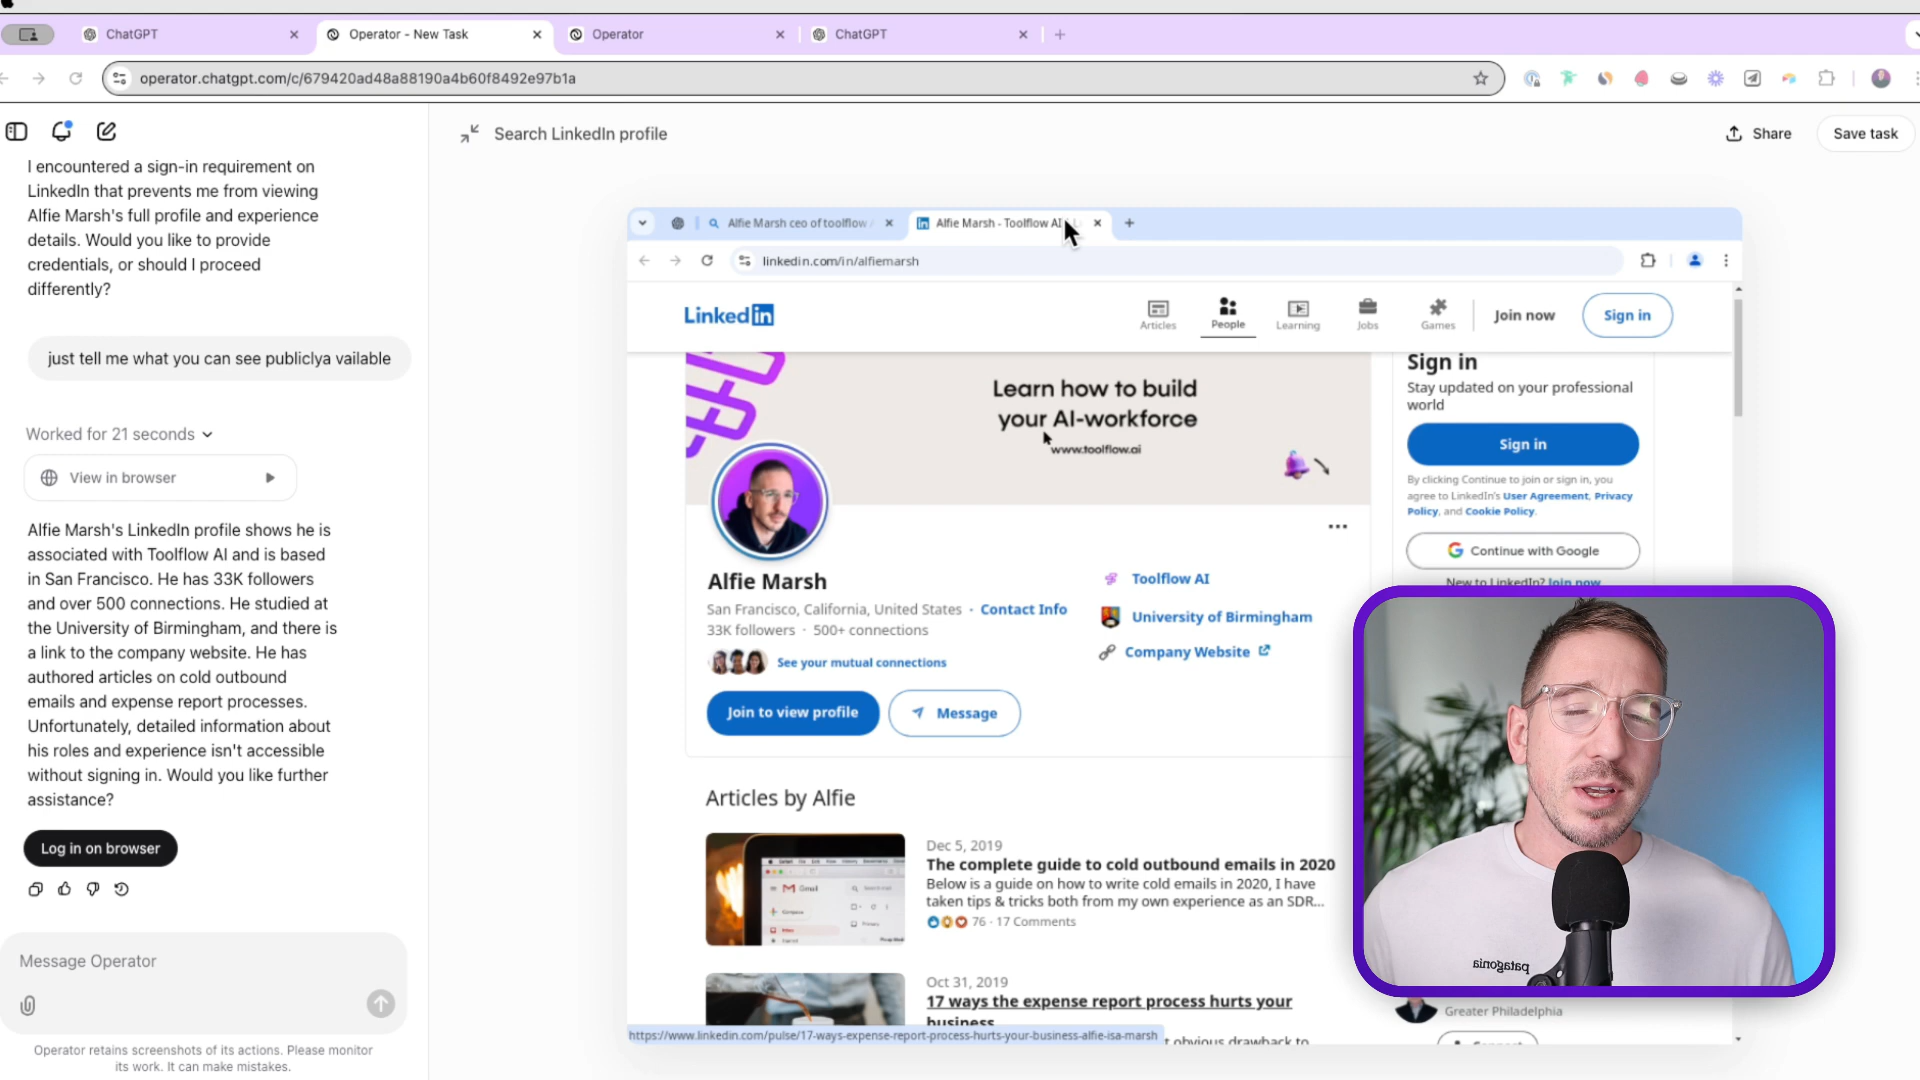 ChatGPT
Operator - New Task
Operator
ChatGPT
operator.chatgpt.com/c/679420ad48a88190a4b60f8492e97b1a
I encountered a sign-in requirement on
LinkedIn that prevents me from viewing
Alfie Marsh's full profile and experience
details. Would you like to provide
credentials, or should I proceed
differently?
just tell me what you can see publiclya vailable
Worked for 21 seconds
View in browser
Alfie Marsh's LinkedIn profile shows he is
associated with Toolflow AI and is based
in San Francisco. He has 33K followers
and over 500 connections. He studied at
the University of Birmingham, and there is
a link to the company website. He has
authored articles on cold outbound
emails and expense report processes.
Unfortunately, detailed information about
his roles and experience isn't accessible
without signing in. Would you like further
assistance?
Log in on browser
Message Operator
Operator retains screenshots of its actions. Please monitor
its work. It can make mistakes.
Search LinkedIn profile
Share
Save task
Alfie Marsh ceo of toolflow
Alfie Marsh - Toolflow AI
linkedin.com/in/alfiemarsh
Linked in
Articles
People
Learning
Jobs
Games
Join now
Sign in
Learn how to build
your AI-workforce
www.toolflow.ai
Alfie Marsh
San Francisco, California, United States · Contact Info
33K followers · 500+ connections
See your mutual connections
Join to view profile
Message
Toolflow AI
University of Birmingham
Company Website
Sign in
Stay updated on your professional
world
Sign in
By clicking Continue to join or sign in, you
agree to LinkedIn's User Agreement, Privacy
Policy, and Cookie Policy.
Continue with Google
New to LinkedIn? Join now
Articles by Alfie
Gmail
Compose
Dec 5, 2019
The complete guide to cold outbound emails in 2020
Below is a guide on how to write cold emails in 2020, I have
taken tips & tricks both from my own experience as an SDR...
76 · 17 Comments
Oct 31, 2019
17 ways the expense report process hurts your
business
t obvious drawback to
https://www.linkedin.com/pulse/17-ways-expense-report-process-hurts-your-business-alfie-isa-marsh
patagonia
Greater Philadelphia